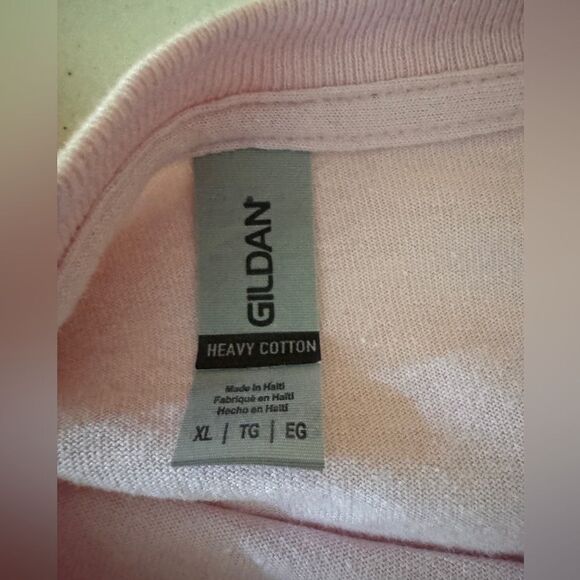 GILDAN®
HEAVY COTTON
Made in Haiti
Fabriqué en Haïti
Hecho en Haití
XL | TG | EG